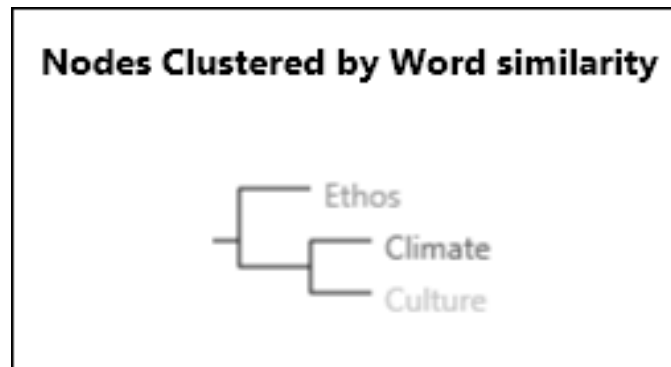 Nodes Clustered by Word similarity
Ethos
Climate
Culture